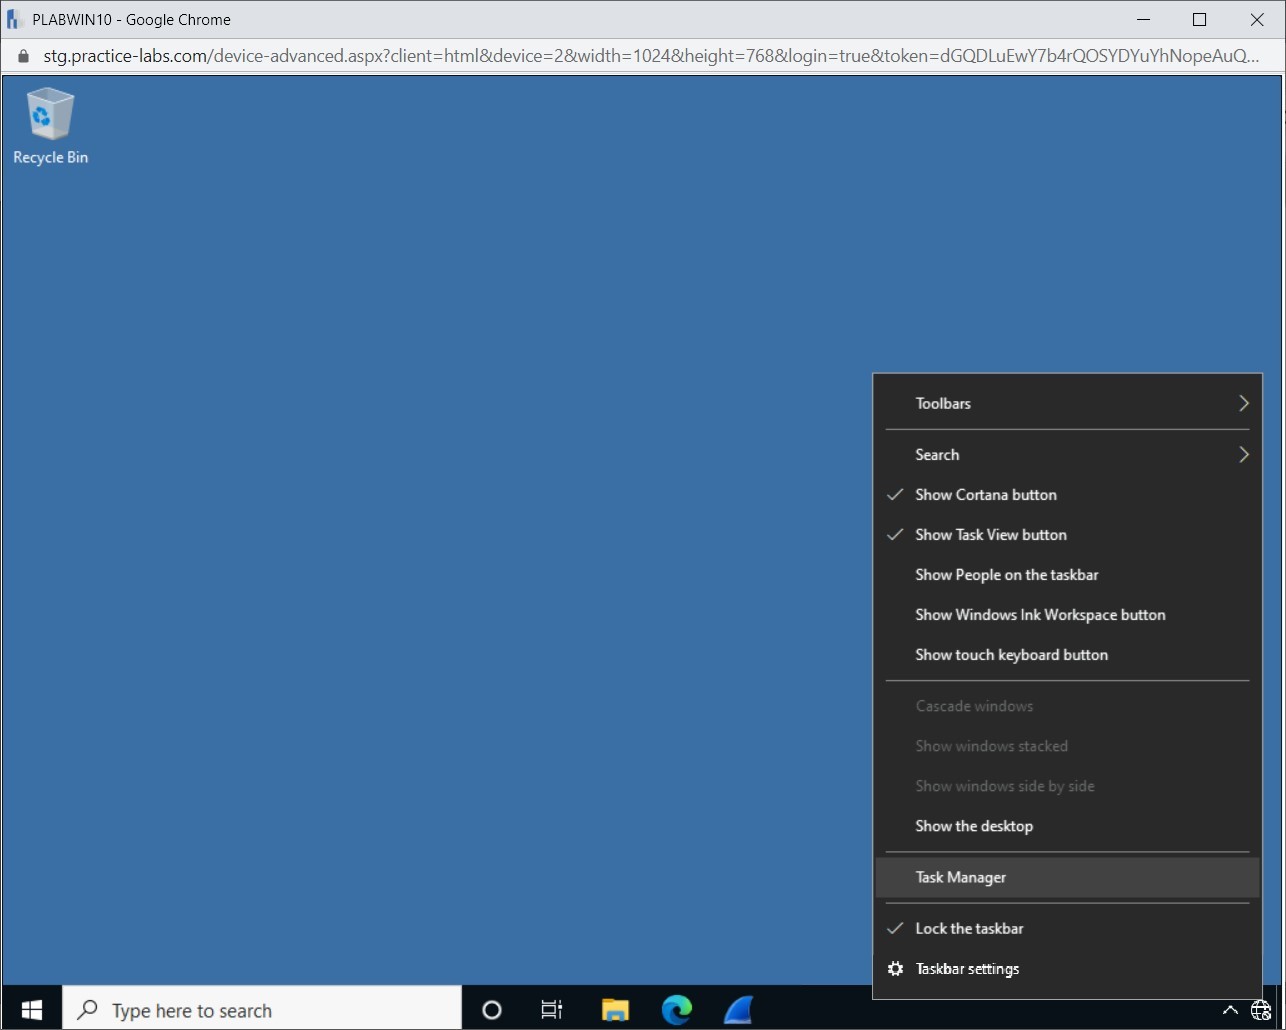 PLABWIN10 - Google Chrome
stg.practice-labs.com/device-advanced.aspx?client=html&device=2&width=1024&height=768&login=true&token=dGQDLuEwY7b4rQOSYDYuYhNopeAuQ...
Recycle Bin
Toolbars
Search
Show Cortana button
Show Task View button
Show People on the taskbar
Show Windows Ink Workspace button
Show touch keyboard button
Cascade windows
Show windows stacked
Show windows side by side
Show the desktop
Task Manager
Lock the taskbar
Taskbar settings
Type here to search